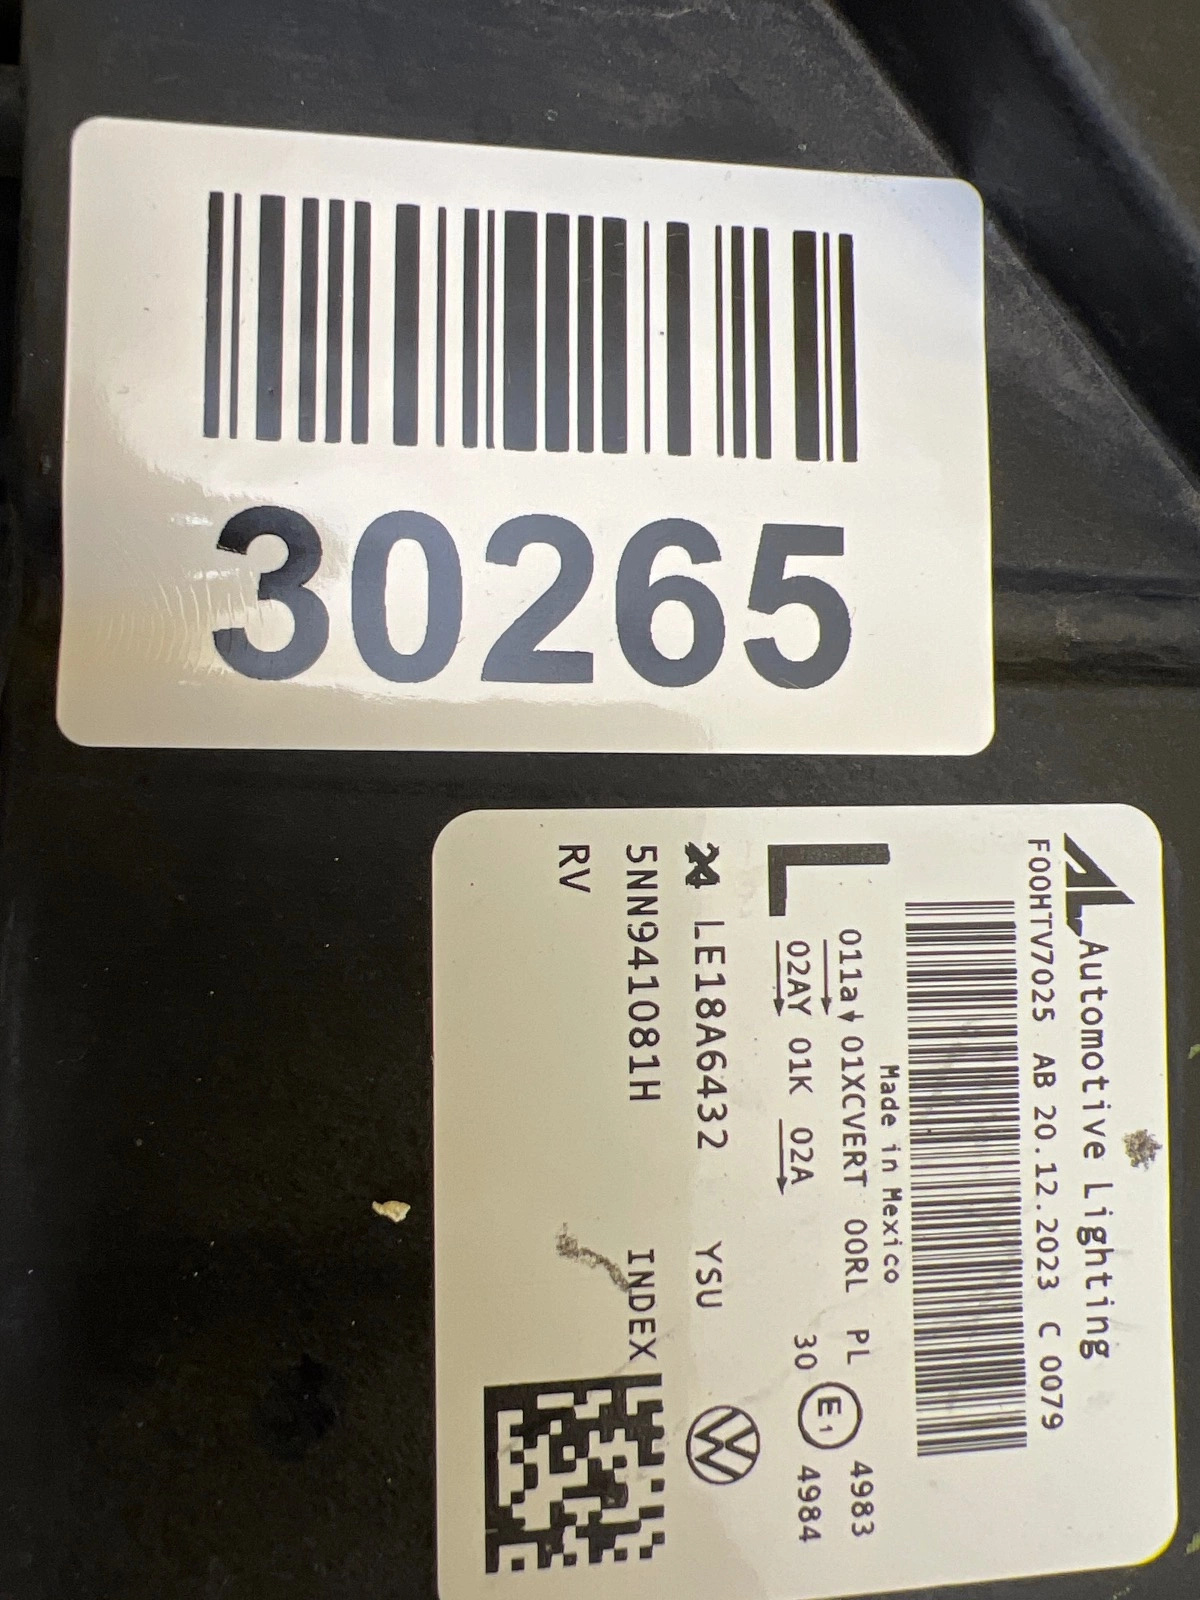 30265
AL Automotive Lighting
F00HTV7025 AB 20.12.2023 C 0079
Made in Mexico
L
011a 01XCVERT 00RL PL 4983
02AY 01K 02A 30 E1 4984
LE18A6432 YSU
5NN941081H INDEX
RV